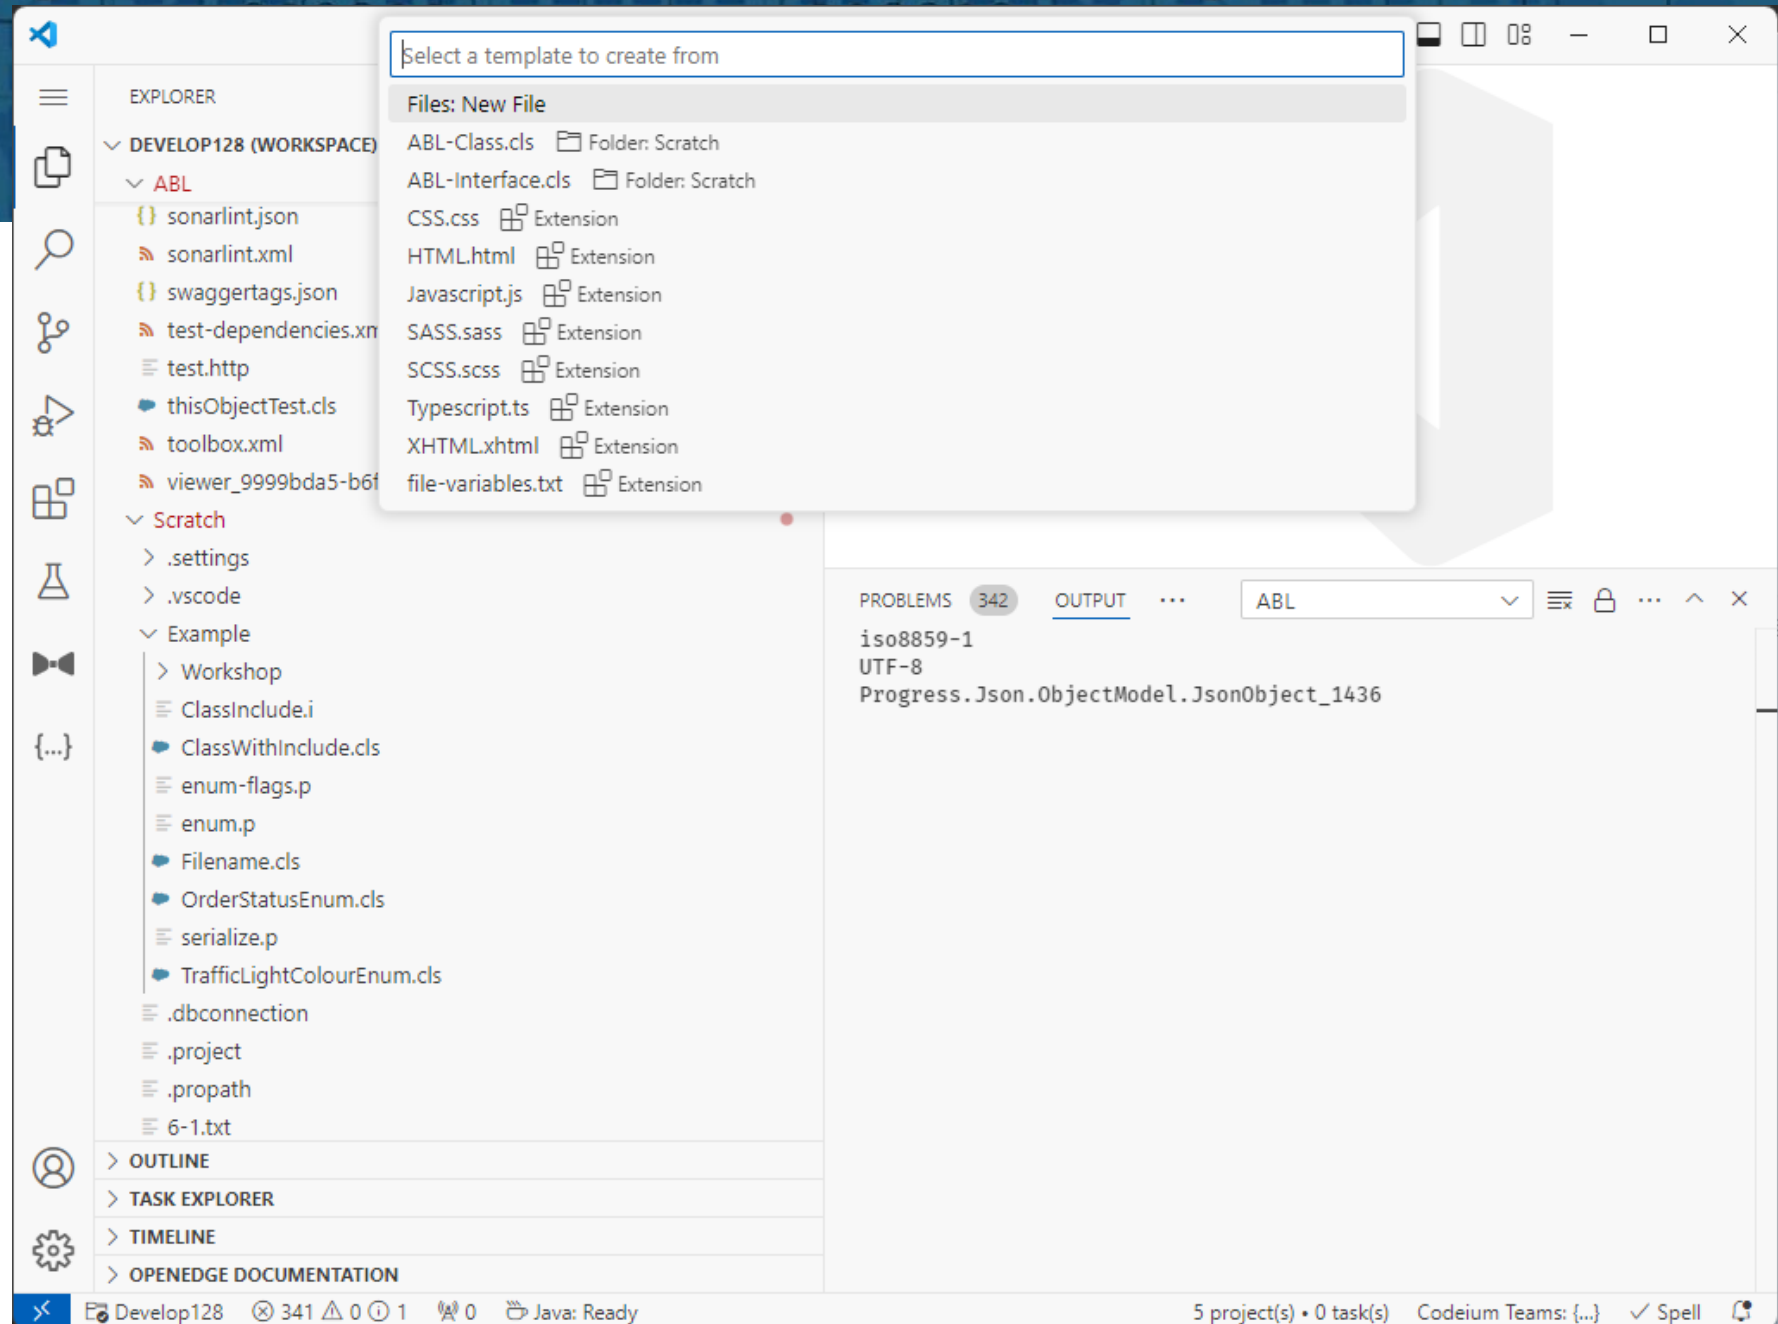 Select a template to create from
Files: New File
ABL-Class.cls Folder: Scratch
ABL-Interface.cls Folder: Scratch
CSS.css Extension
HTML.html Extension
Javascript.js Extension
SASS.sass Extension
SCSS.scss Extension
Typescript.ts Extension
XHTML.xhtml Extension
file-variables.txt Extension
EXPLORER
DEVELOP128 (WORKSPACE)
ABL
{} sonarlint.json
sonarlint.xml
{} swaggertags.json
test-dependencies.xm
test.http
thisObjectTest.cls
toolbox.xml
viewer_9999bda5-b6f
Scratch
.settings
.vscode
Example
Workshop
ClassInclude.i
ClassWithInclude.cls
enum-flags.p
enum.p
Filename.cls
OrderStatusEnum.cls
serialize.p
TrafficLightColourEnum.cls
.dbconnection
.project
.propath
6-1.txt
OUTLINE
TASK EXPLORER
TIMELINE
OPENEDGE DOCUMENTATION
{...}
PROBLEMS 342 OUTPUT ··· ABL ···
iso8859-1
UTF-8
Progress.Json.ObjectModel.JsonObject_1436
Develop128 341 0 1 0 Java: Ready 5 project(s) • 0 task(s) Codeium Teams: {...} Spell